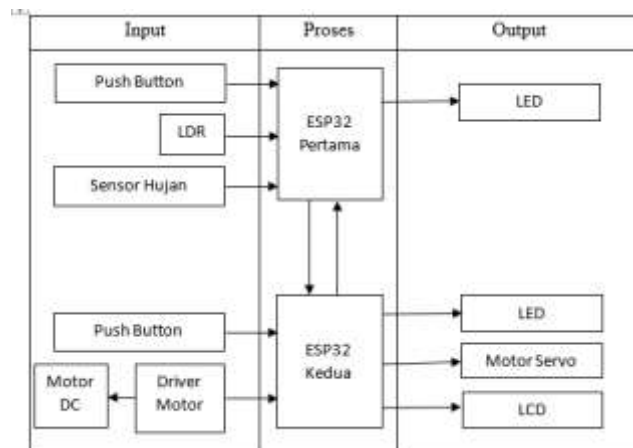 Input
Proses
Output
Push Button
LDR
Sensor Hujan
ESP32
Pertama
LED
Push Button
Motor
DC
Driver
Motor
ESP32
Kedua
LED
Motor Servo
LCD